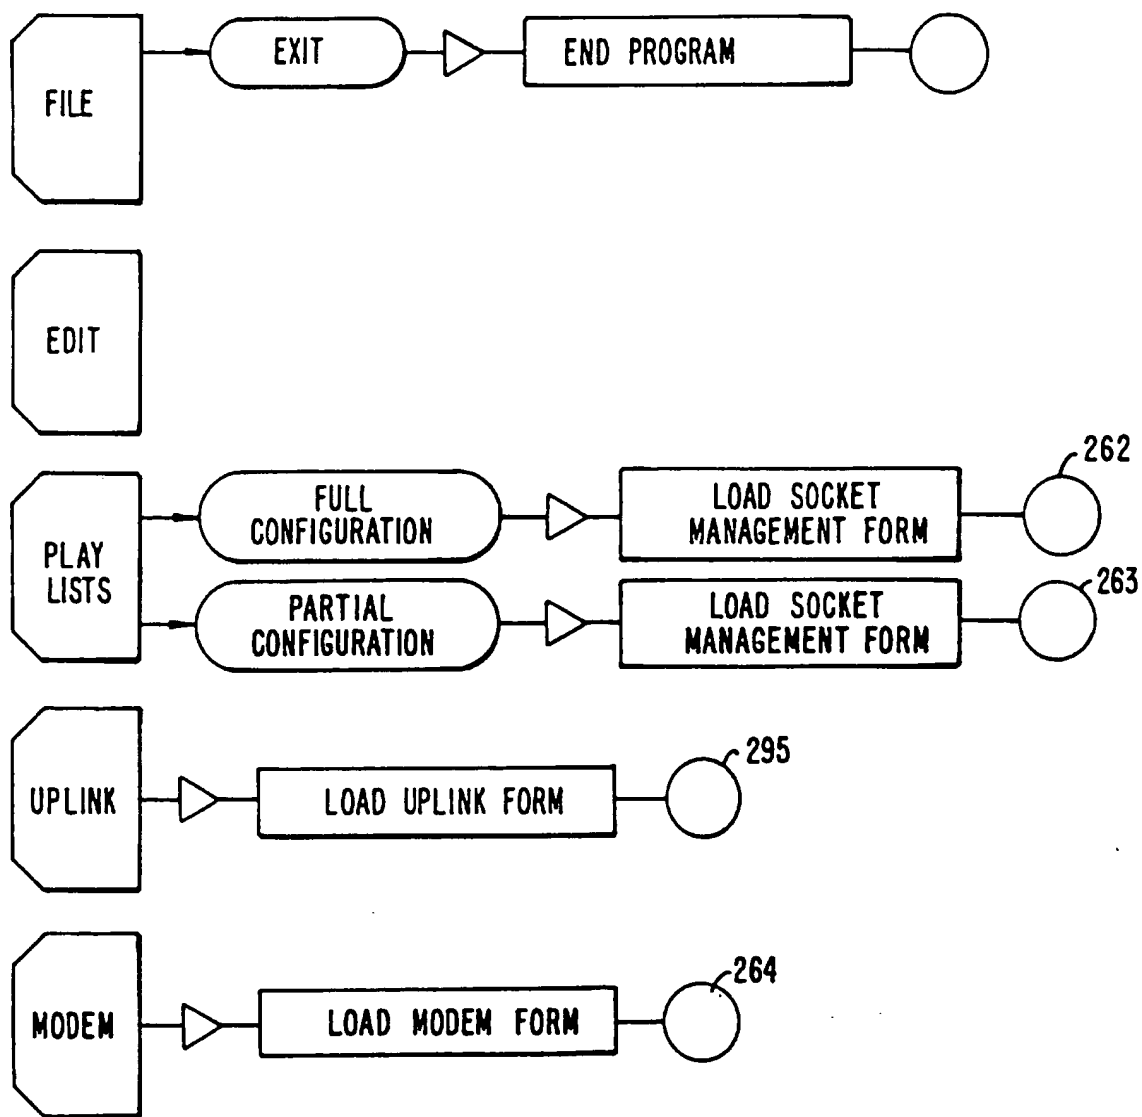 FILE
EXIT
END PROGRAM
EDIT
PLAY
LISTS
FULL
CONFIGURATION
LOAD SOCKET
MANAGEMENT FORM
262
PARTIAL
CONFIGURATION
LOAD SOCKET
MANAGEMENT FORM
263
UPLINK
LOAD UPLINK FORM
295
MODEM
LOAD MODEM FORM
264